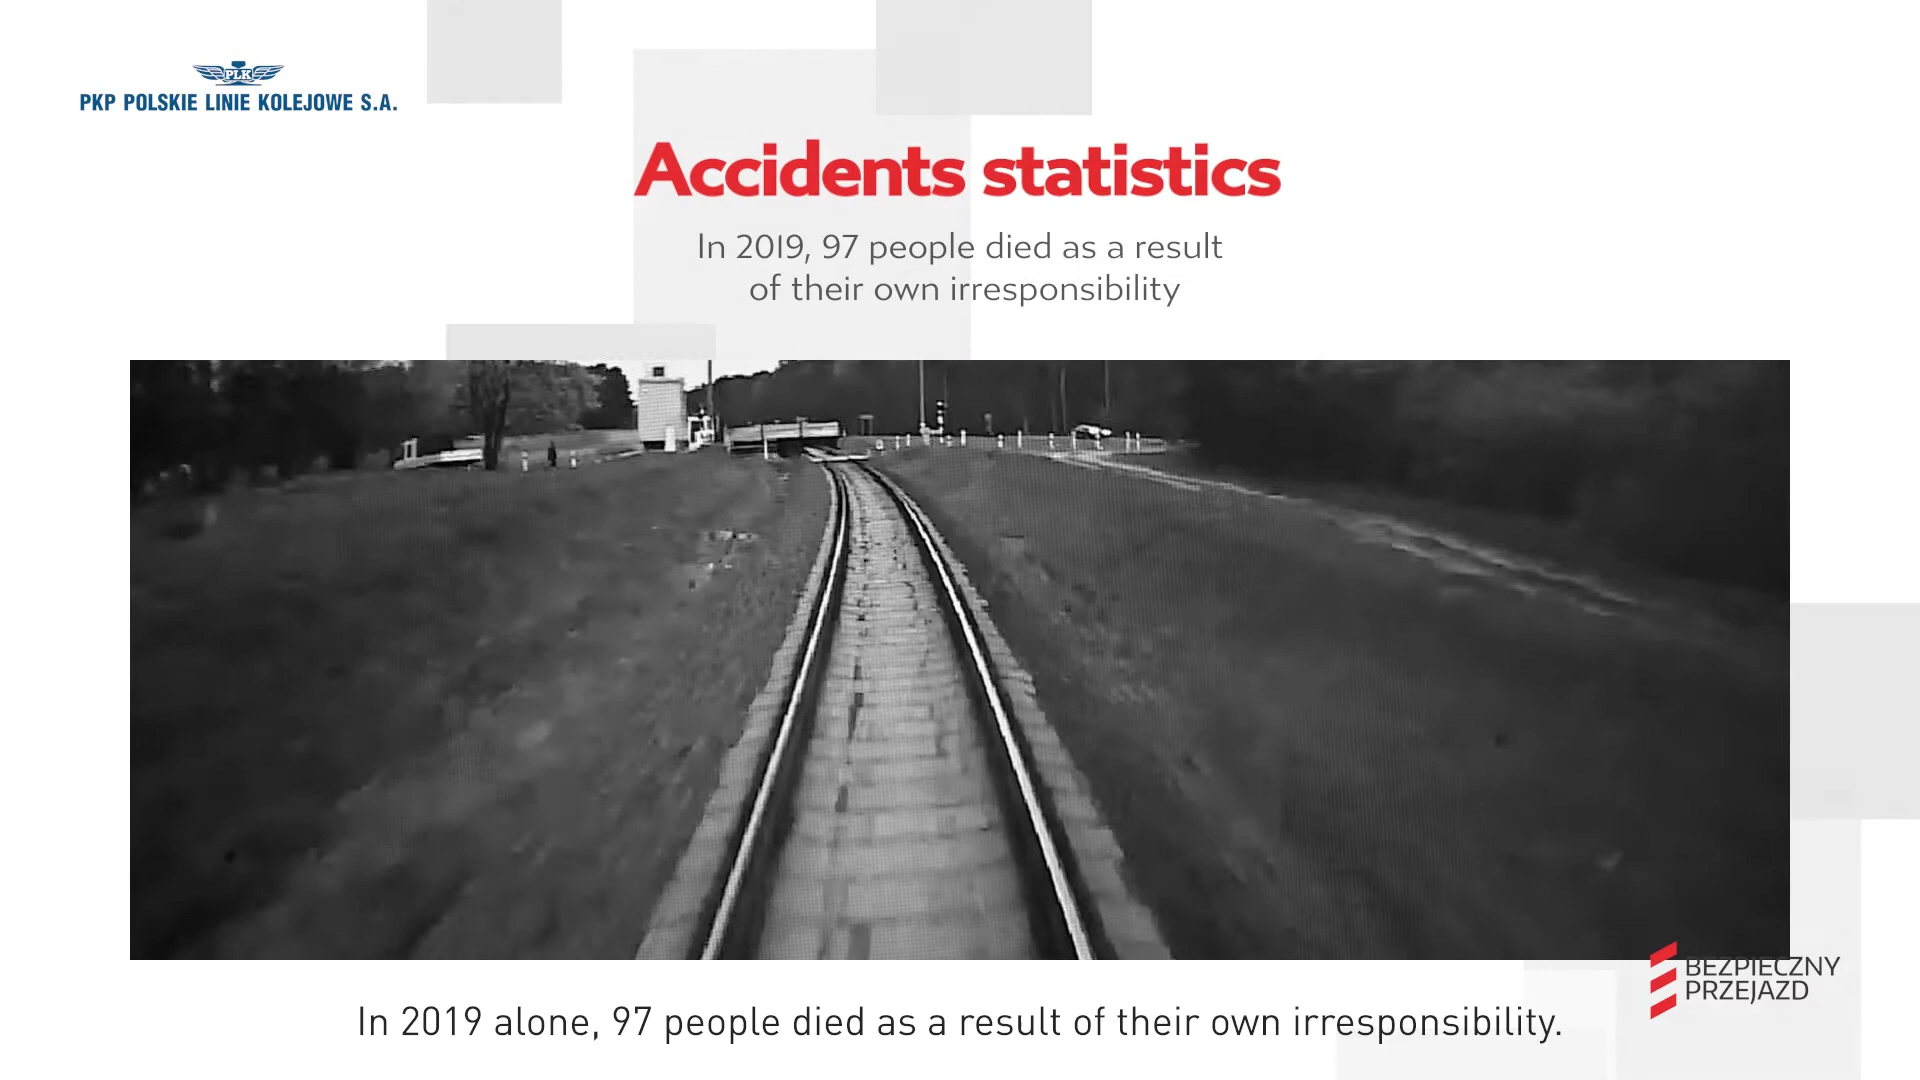 PLK
PKP POLSKIE LINIE KOLEJOWE S.A.
Accidents statistics
In 2019, 97 people died as a result
of their own irresponsibility
BEZPIECZNY
PRZEJAZD
In 2019 alone, 97 people died as a result of their own irresponsibility.